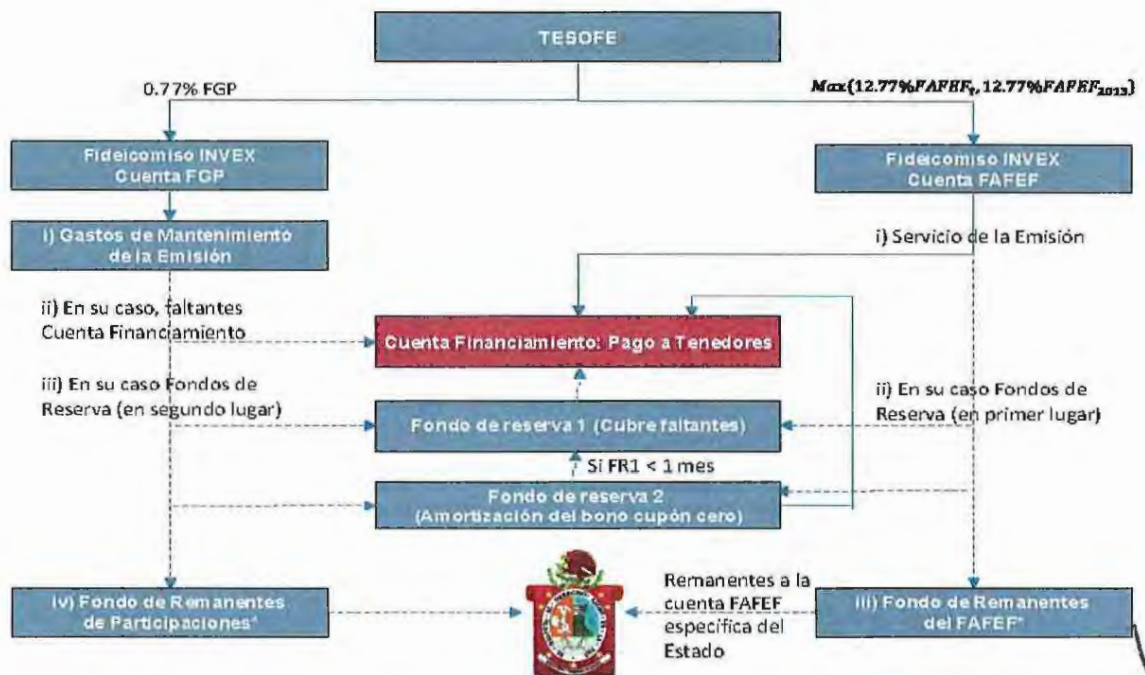 TESOFE
0.77% FGP
Max{12.77%FAFEF_t, 12.77%FAFEF_2013}
Fideicomiso INVEX
Cuenta FGP
Fideicomiso INVEX
Cuenta FAFEF
i) Gastos de Mantenimiento
de la Emisión
i) Servicio de la Emisión
ii) En su caso, faltantes
Cuenta Financiamiento
Cuenta Financiamiento: Pago a Tenedores
iii) En su caso Fondos de
Reserva (en segundo lugar)
ii) En su caso Fondos de
Reserva (en primer lugar)
Fondo de reserva 1 (Cubre faltantes)
Si FR1 < 1 mes
Fondo de reserva 2
(Amortización del bono cupón cero)
iv) Fondo de Remanentes
de Participaciones*
Remanentes a la
cuenta FAFEF
específica del
Estado
iii) Fondo de Remanentes
del FAFEF*